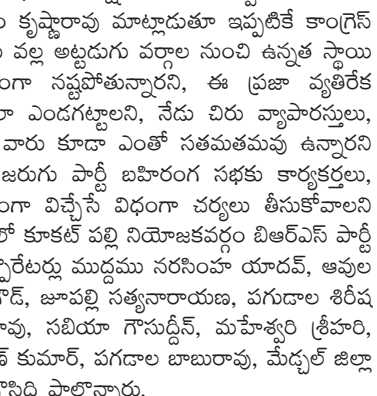 కృష్ణారావు మాట్లాడుతూ ఇప్పటికే కాంగ్రెస్
వల్ల అట్టడుగు వర్గాల నుంచి ఉన్నత స్థాయి
నష్టపోతున్నారని, ఈ ప్రజా వ్యతిరేక
ఎండగట్టాలని, నేడు చిరు వ్యాపారస్తులు,
వారు కూడా ఎంతో సతమతమవు ఉన్నారని
జరుగు పార్టీ బహిరంగ సభకు కార్యకర్తలు,
విచ్చేసే విధంగా చర్యలు తీసుకోవాలని
లో కూకట్ పల్లి నియోజకవర్గం బిఆర్ఎస్ పార్టీ
ర్పొరేటర్లు ముద్దము నరసింహ యాదవ్, ఆవుల
గౌడ్, జూపల్లి సత్యనారాయణ, పగుడాల శిరీష
రావు, సబియా గౌసుద్దీన్, మహేశ్వరి శ్రీహరి,
కుమార్, పగడాల బాబురావు, మేడ్చల్ జిల్లా
పాల్గొన్నారు.